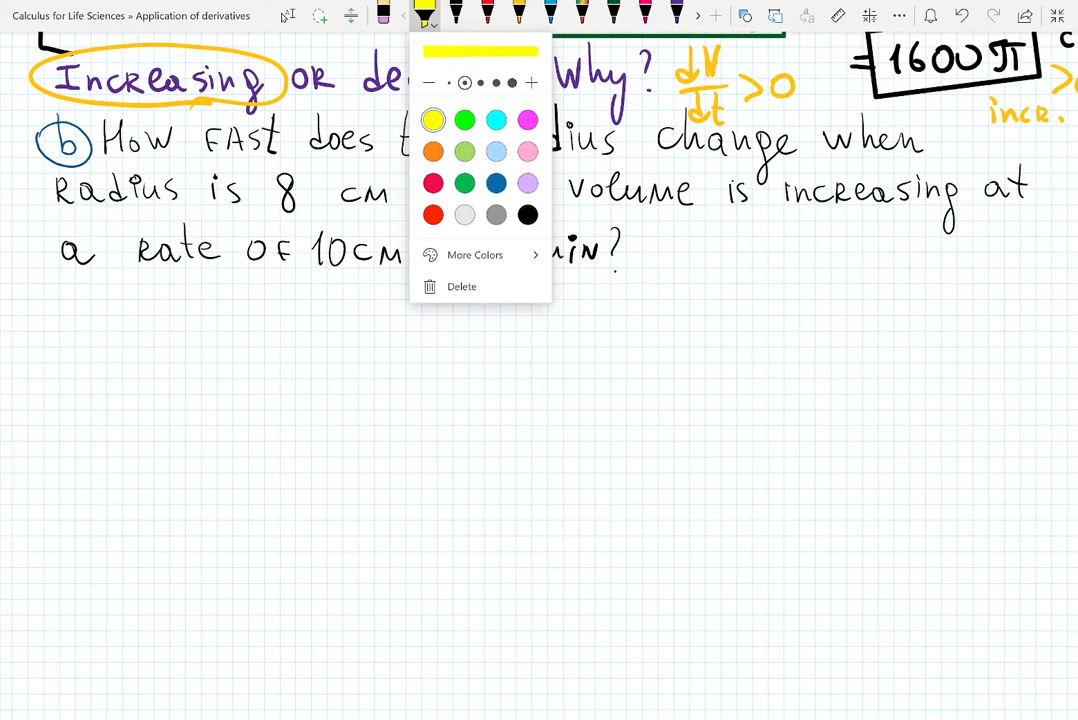 Calculus for Life Sciences » Application of derivatives
= 1600π
Increasing OR de Why? dV/dt > 0
incr.
b How FAST does dius change when
Radius is 8 cm volume is increasing at
a Rate OF 10cm min?
More Colors
Delete